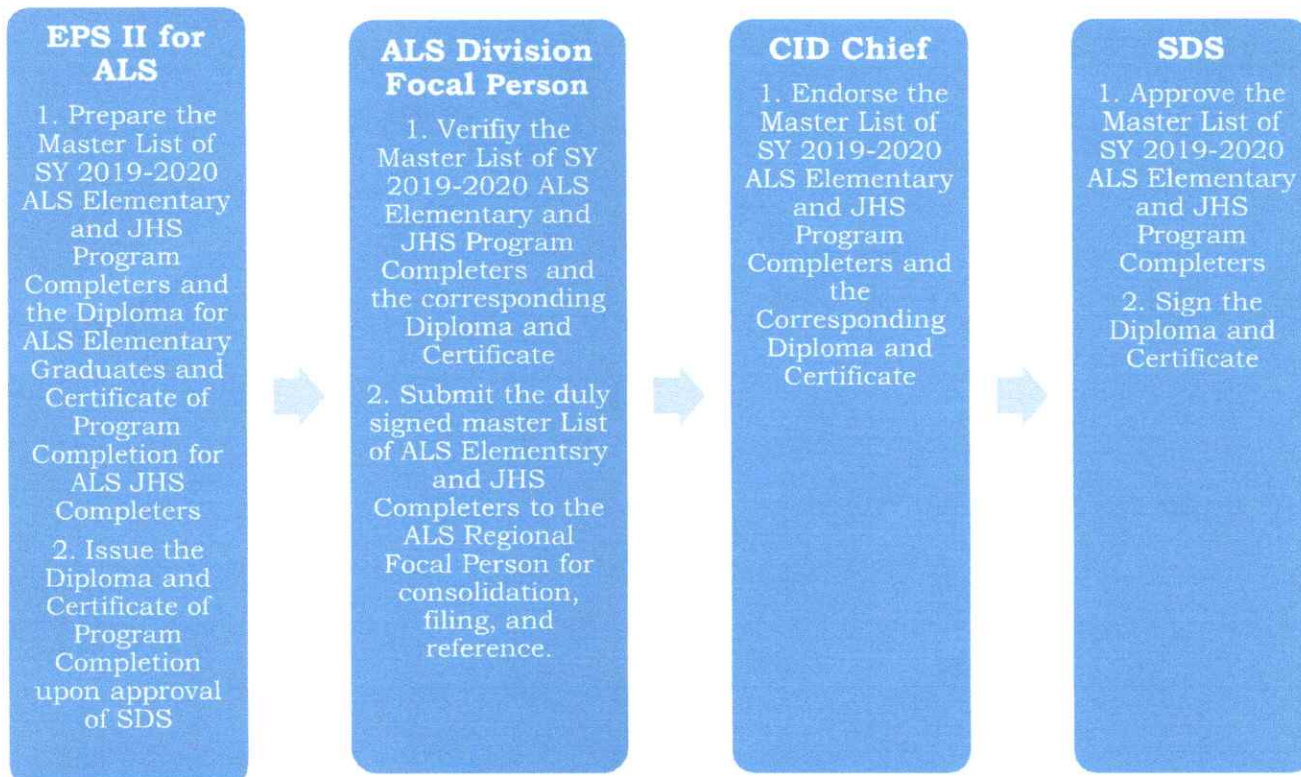 EPS II for
ALS
1. Prepare the
Master List of
SY 2019-2020
ALS Elementary
and JHS
Program
Completers and
the Diploma for
ALS Elementary
Graduates and
Certificate of
Program
Completion for
ALS JHS
Completers
2. Issue the
Diploma and
Certificate of
Program
Completion
upon approval
of SDS
ALS Division
Focal Person
1. Verifiy the
Master List of SY
2019-2020 ALS
Elementary and
JHS Program
Completers and
the corresponding
Diploma and
Certificate
2. Submit the duly
signed master List
of ALS Elementsry
and JHS
Completers to the
ALS Regional
Focal Person for
consolidation,
filing, and
reference.
CID Chief
1. Endorse the
Master List of
SY 2019-2020
ALS Elementary
and JHS
Program
Completers and
the
Corresponding
Diploma and
Certificate
SDS
1. Approve the
Master List of
SY 2019-2020
ALS Elementary
and JHS
Program
Completers
2. Sign the
Diploma and
Certificate